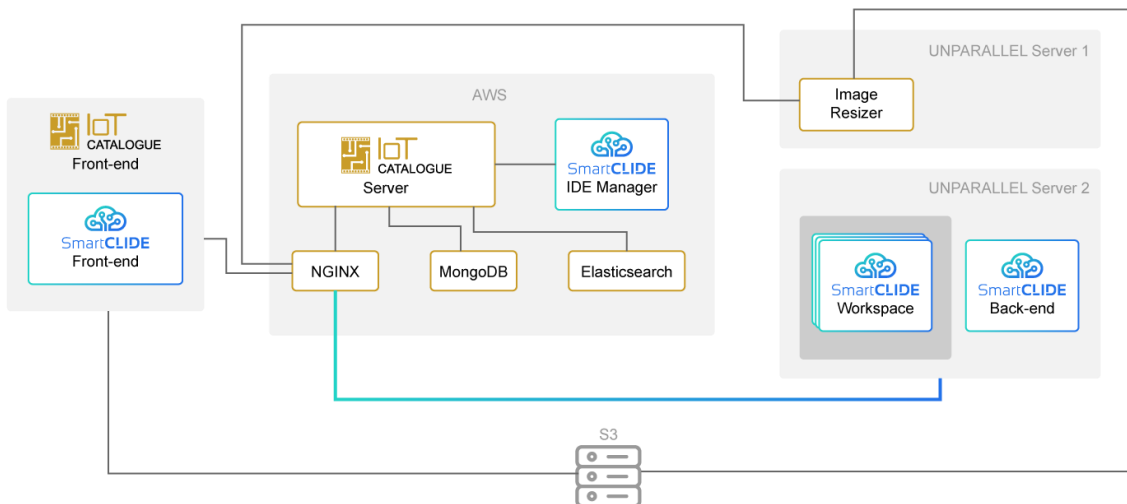 IoT
CATALOGUE
Front-end
SmartCLIDE
Front-end
AWS
IoT
CATALOGUE
Server
SmartCLIDE
IDE Manager
NGINX
MongoDB
Elasticsearch
UNPARALLEL Server 1
Image
Resizer
UNPARALLEL Server 2
SmartCLIDE
Workspace
SmartCLIDE
Back-end
S3